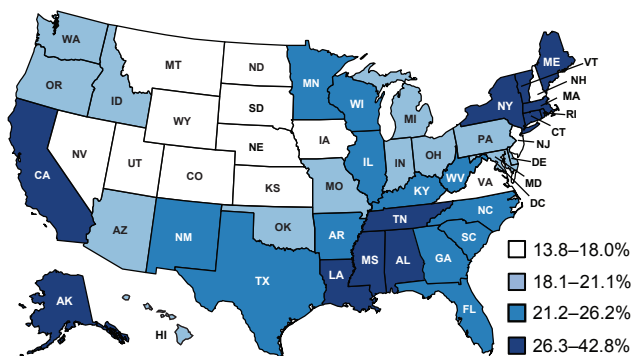 WA
MT
ND
MN
ME
VT
NH
MA
RI
CT
NJ
DE
MD
DC
OR
ID
SD
WI
MI
NY
WY
IA
PA
NE
NV
UT
CO
IL
IN
OH
WV
VA
CA
KS
MO
KY
NC
TN
AZ
NM
OK
AR
SC
MS
AL
GA
TX
LA
FL
AK
HI
13.8–18.0%
18.1–21.1%
21.2–26.2%
26.3–42.8%